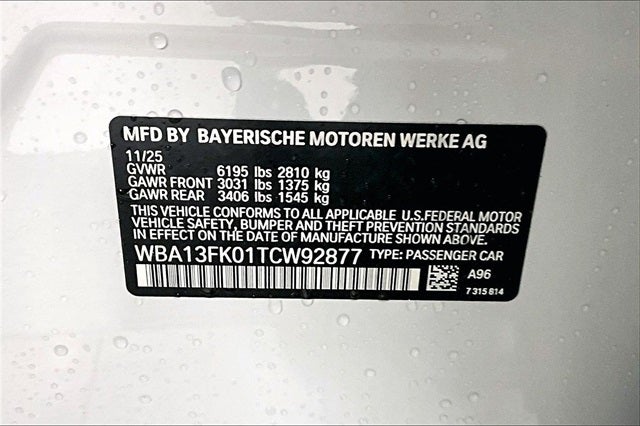 MFD BY BAYERISCHE MOTOREN WERKE AG
11/25
GVWR 6195 lbs 2810 kg
GAWR FRONT 3031 lbs 1375 kg
GAWR REAR 3406 lbs 1545 kg
THIS VEHICLE CONFORMS TO ALL APPLICABLE U.S.FEDERAL MOTOR
VEHICLE SAFETY, BUMPER AND THEFT PREVENTION STANDARDS
IN EFFECT ON THE DATE OF MANUFACTURE SHOWN ABOVE.
WBA13FK01TCW92877 TYPE: PASSENGER CAR
A96
7 315 814